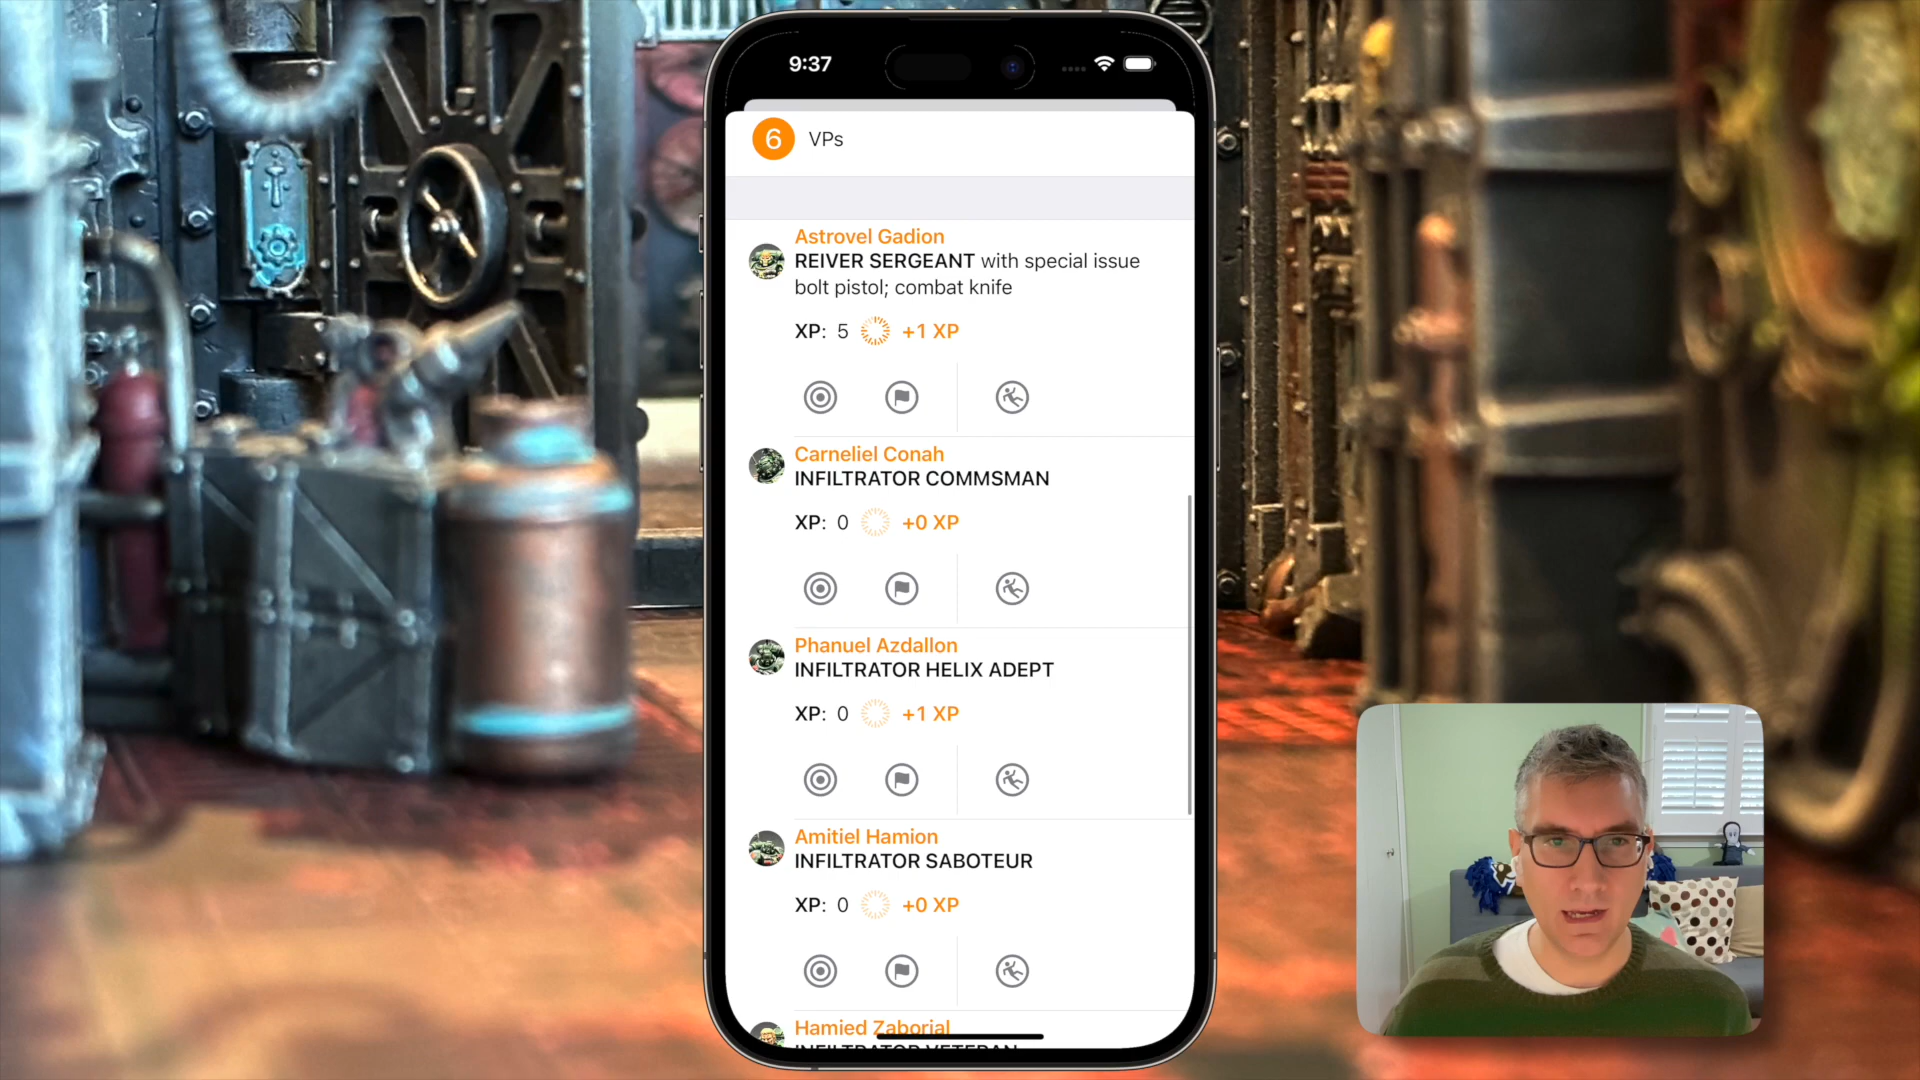 9:37
6 VPs
Astrovel Gadion
REIVER SERGEANT with special issue
bolt pistol; combat knife
XP: 5 +1 XP
Carneliel Conah
INFILTRATOR COMMSMAN
XP: 0 +0 XP
Phanuel Azdallon
INFILTRATOR HELIX ADEPT
XP: 0 +1 XP
Amitiel Hamion
INFILTRATOR SABOTEUR
XP: 0 +0 XP
Hamied Zaborial
INFILTRATOR VETERAN